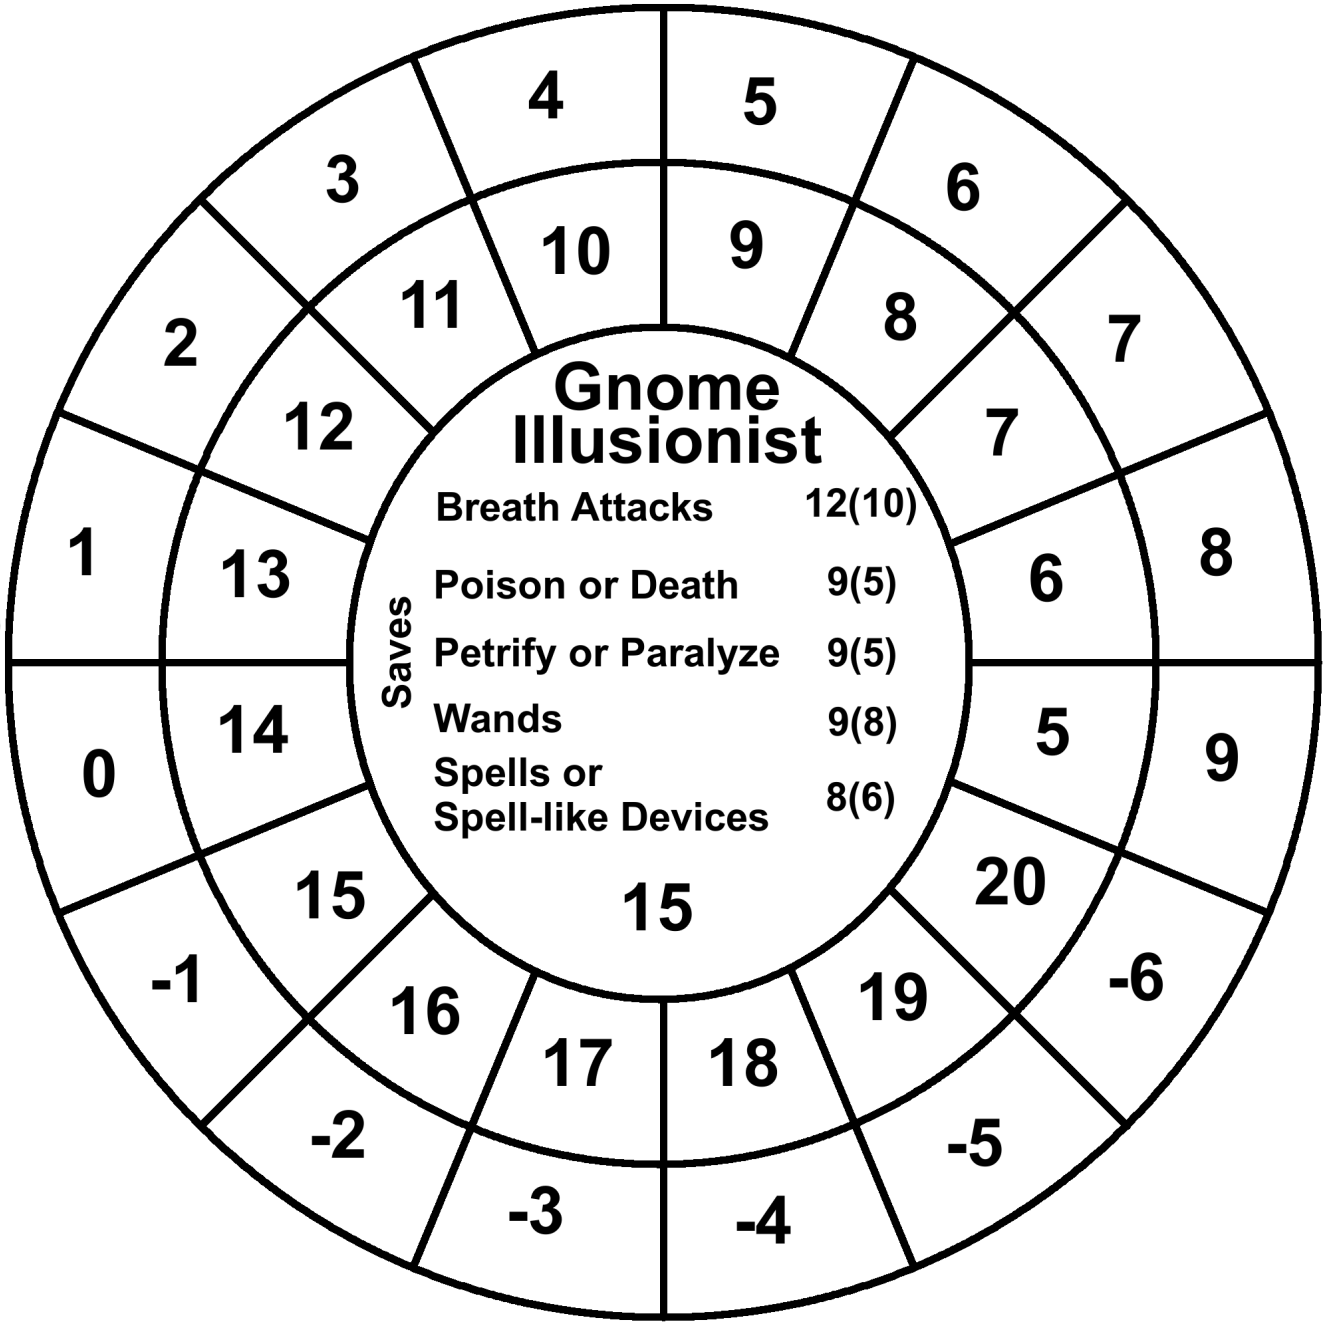 4 5
3 6
2 7
1 8
0 9
-1 -6
-2 -5
-3 -4
10 9
11 8
12 7
13 6
14 5
15 20
16 19
17 18
Gnome
Illusionist
Saves
Breath Attacks 12(10)
Poison or Death 9(5)
Petrify or Paralyze 9(5)
Wands 9(8)
Spells or
Spell-like Devices 8(6)
15